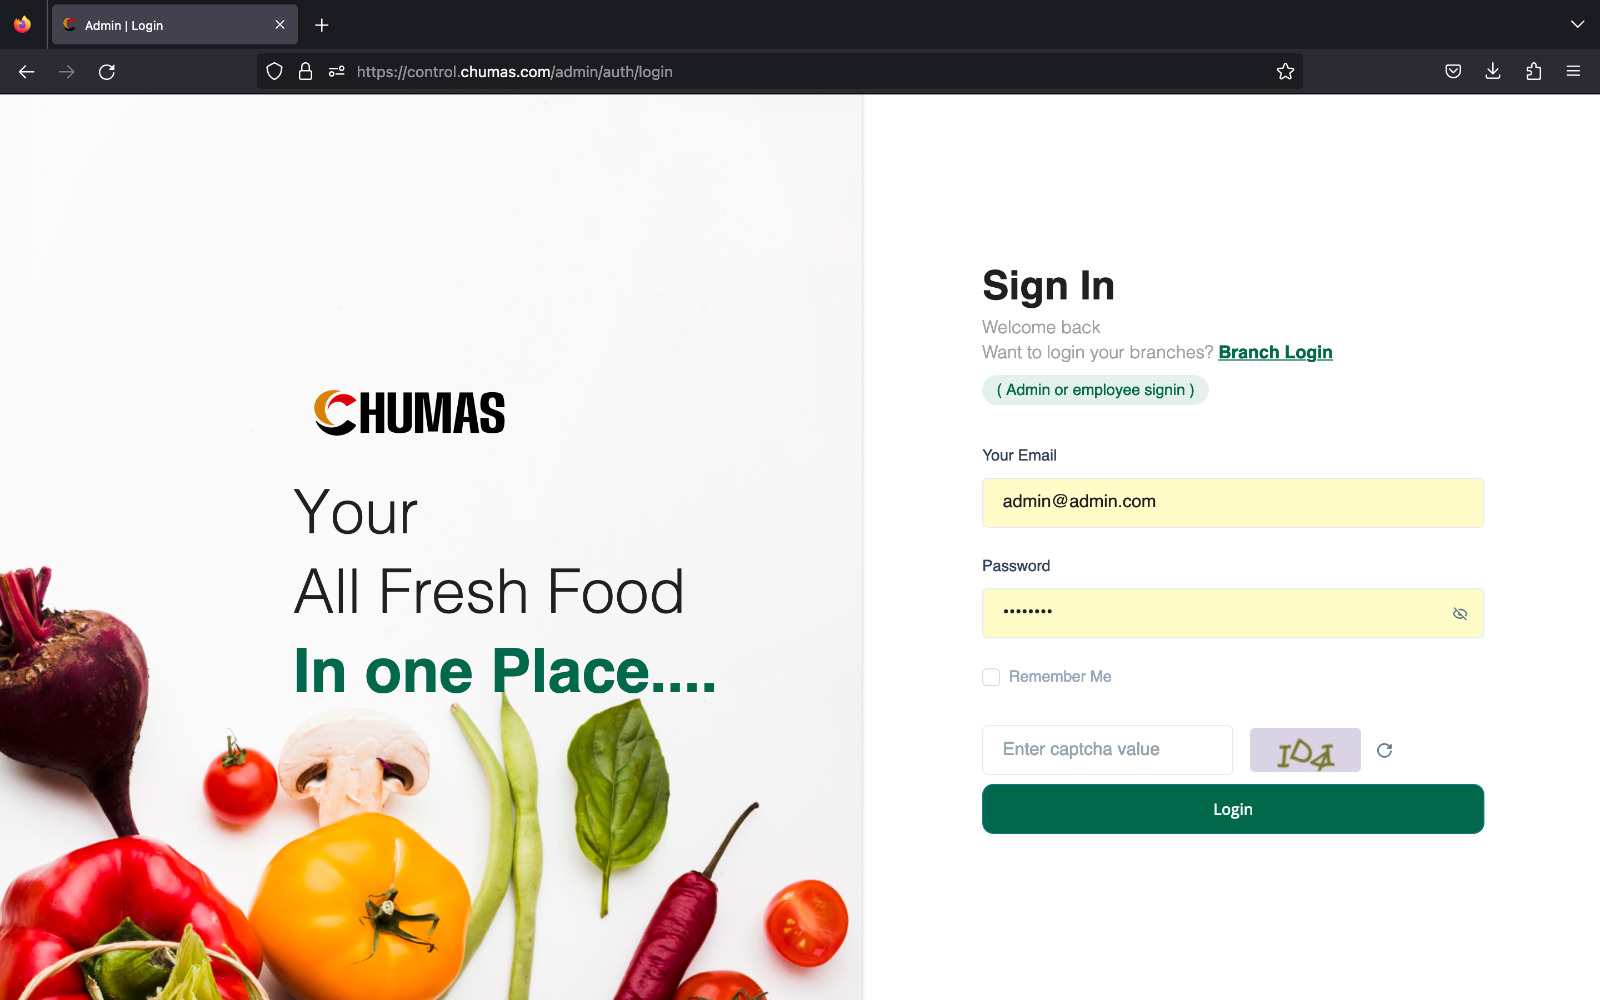 Admin | Login
https://control.chumas.com/admin/auth/login
CHUMAS
Your
All Fresh Food
In one Place....
Sign In
Welcome back
Want to login your branches? Branch Login
( Admin or employee signin )
Your Email
admin@admin.com
Password
••••••••
Remember Me
Enter captcha value
Login